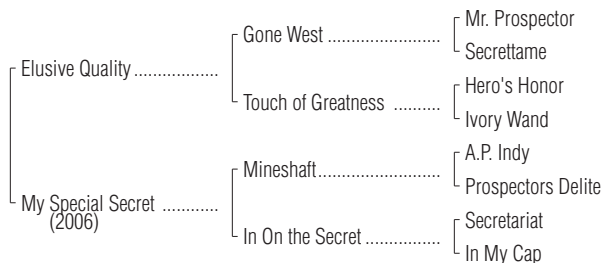 Mr. Prospector
Gone West
Secrettame
Elusive Quality
Hero's Honor
Touch of Greatness
Ivory Wand
A.P. Indy
Mineshaft
Prospectors Delite
My Special Secret
(2006)
Secretariat
In On the Secret
In My Cap